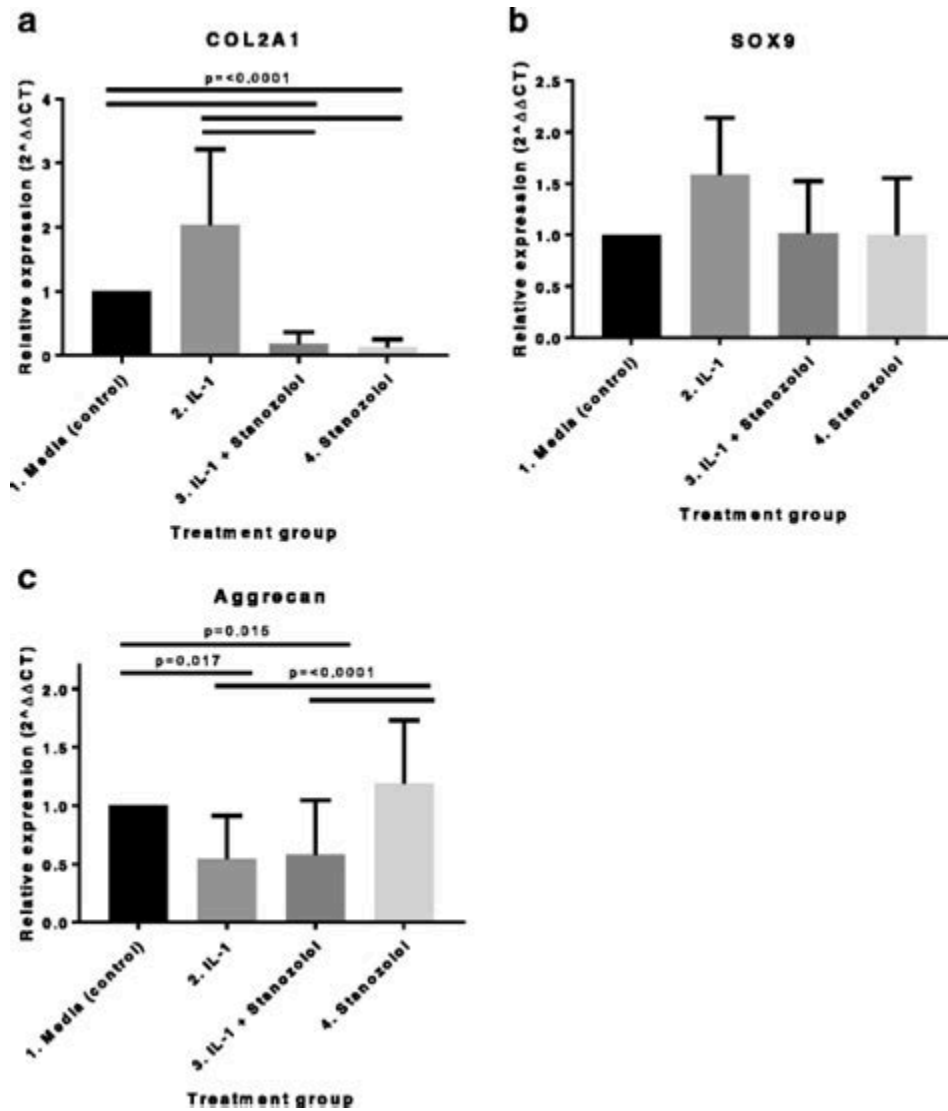 a
COL2A1
p=<0.0001
Relative expression (2^ΔΔCT)
4
3
2
1
0
1. Media (control)
2. IL-1
3. IL-1 + Stanozolol
4. Stanozolol
Treatment group
b
SOX9
Relative expression (2^ΔΔCT)
2.5
2.0
1.5
1.0
0.5
0.0
1. Media (control)
2. IL-1
3. IL-1 + Stanozolol
4. Stanozolol
Treatment group
c
Aggrecan
p=0.015
p=0.017
p=<0.0001
Relative expression (2^ΔΔCT)
2.0
1.5
1.0
0.5
0.0
1. Media (control)
2. IL-1
3. IL-1 + Stanozolol
4. Stanozolol
Treatment group